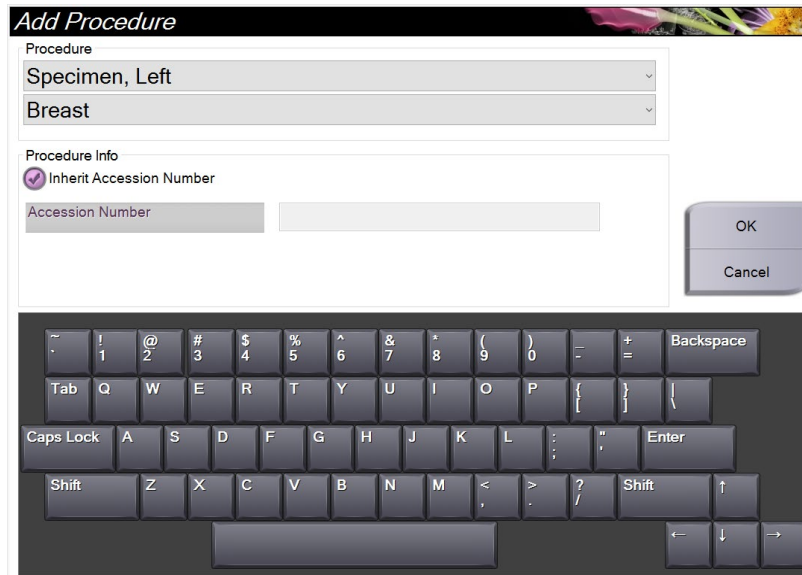 Add Procedure
Procedure
Specimen, Left
Breast
Procedure Info
Inherit Accession Number
Accession Number
OK
Cancel
~ ! @ # $ % ^ & * ( ) _ + Backspace
` 1 2 3 4 5 6 7 8 9 0 - =
Tab Q W E R T Y U I O P { } |
[ ] \
Caps Lock A S D F G H J K L : " Enter
; '
Shift Z X C V B N M < > ? Shift ↑
, . /
← ↓ →